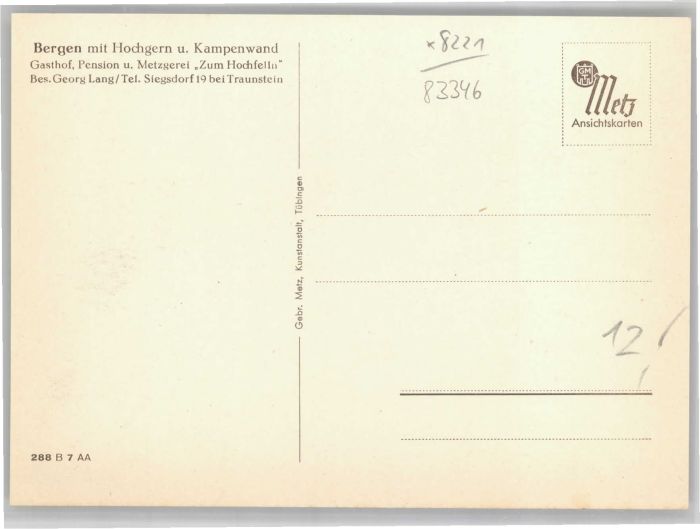 Bergen mit Hochgern u. Kampenwand
Gasthof, Pension u. Metzgerei „Zum Hochfelln"
Bes. Georg Lang/Tel. Siegsdorf 19 bei Traunstein
x8221
83346
GM
Metz
Ansichtskarten
Gebr. Metz, Kunstanstalt, Tübingen
12
288 B 7 AA